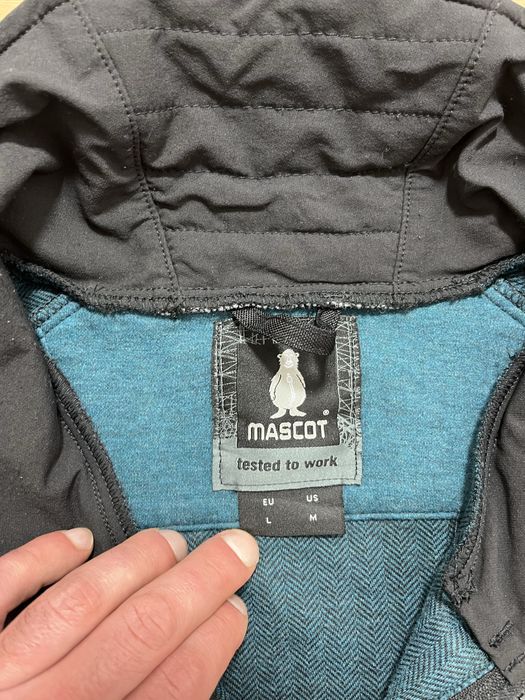 MASCOT ®
tested to work
EU US
L M